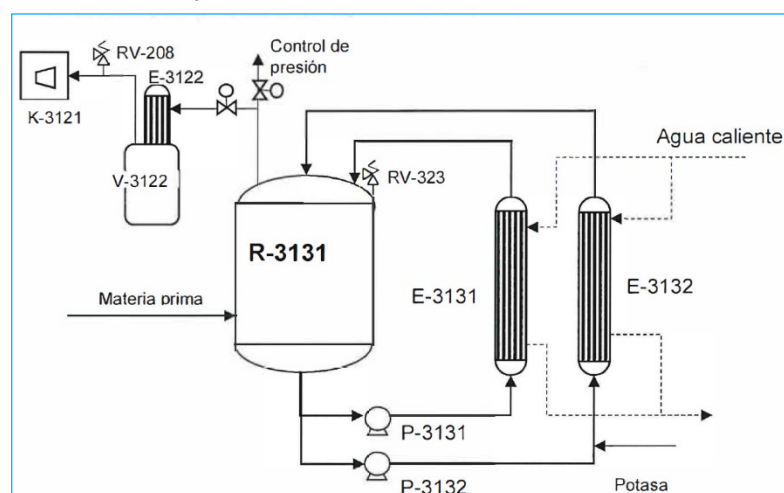 RV-208
Control de
presión
E-3122
K-3121
V-3122
RV-323
Agua caliente
R-3131
E-3131
E-3132
Materia prima
P-3131
P-3132
Potasa